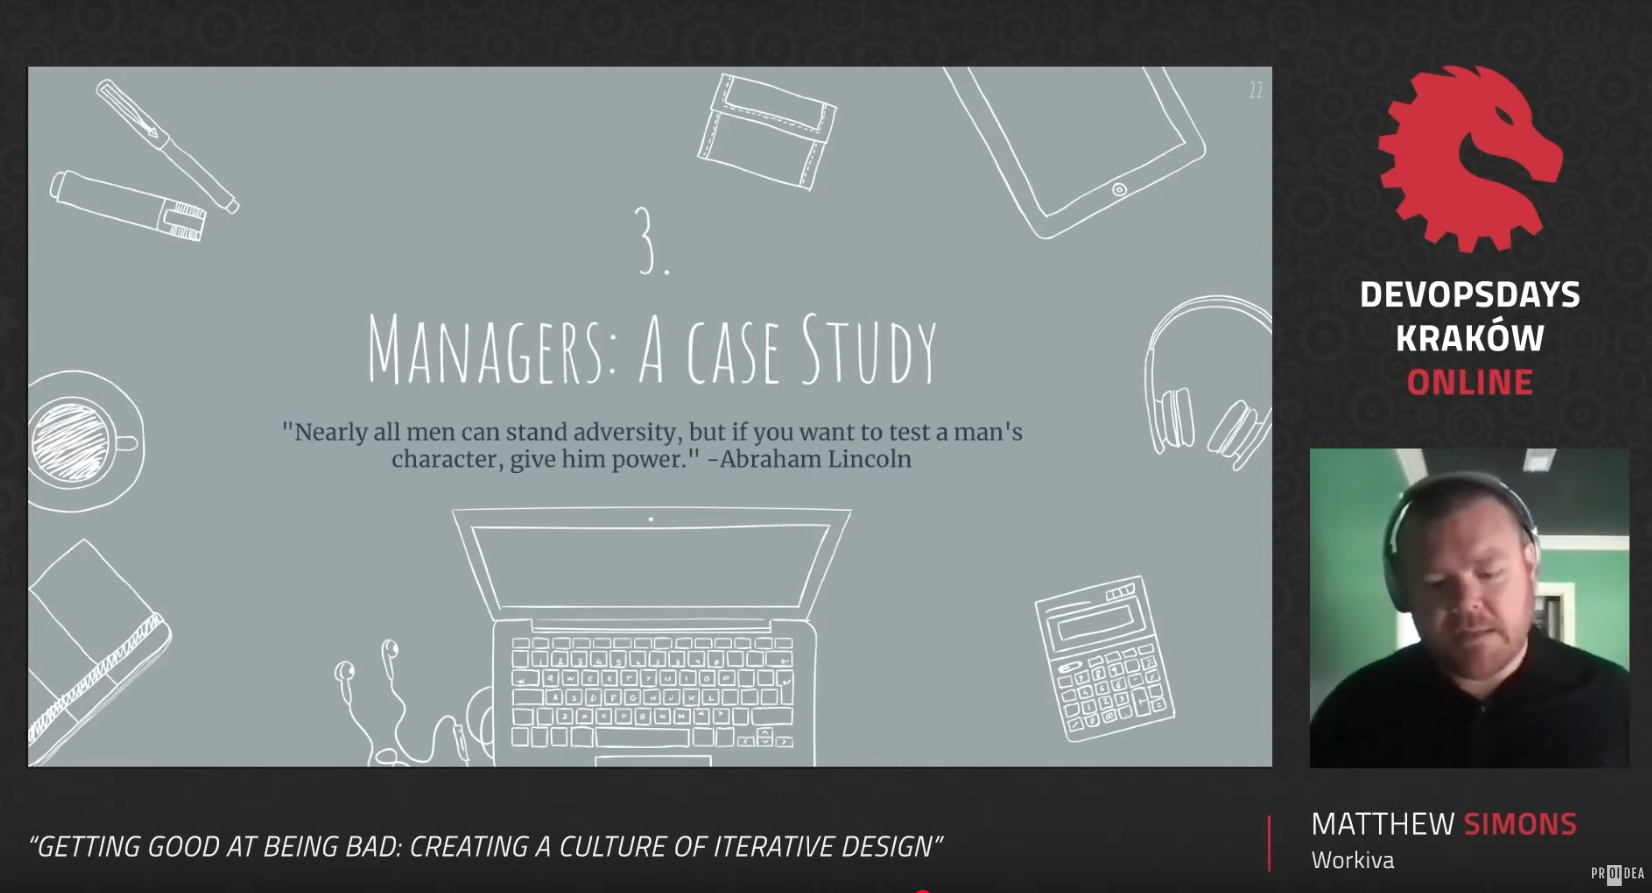 22
3.
MANAGERS: A CASE STUDY
"Nearly all men can stand adversity, but if you want to test a man's
character, give him power." -Abraham Lincoln
DEVOPSDAYS
KRAKÓW
ONLINE
"GETTING GOOD AT BEING BAD: CREATING A CULTURE OF ITERATIVE DESIGN"
MATTHEW SIMONS
Workiva
PROIDEA